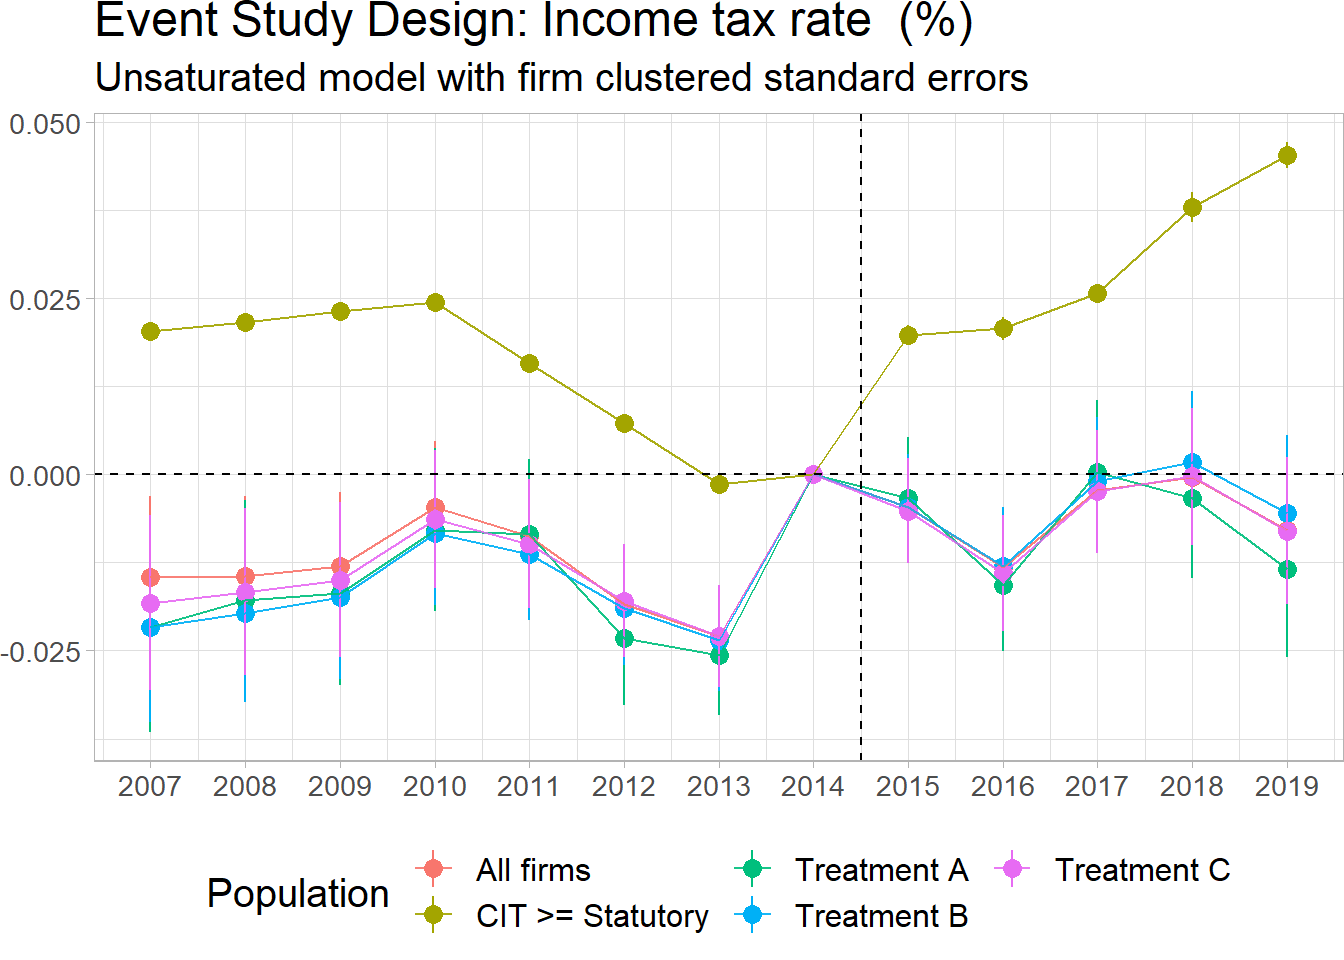 Event Study Design: Income tax rate  (%)
Unsaturated model with firm clustered standard errors
0.050
0.025
0.000
-0.025
2007 2008 2009 2010 2011 2012 2013 2014 2015 2016 2017 2018 2019
Population
All firms
CIT >= Statutory
Treatment A
Treatment B
Treatment C